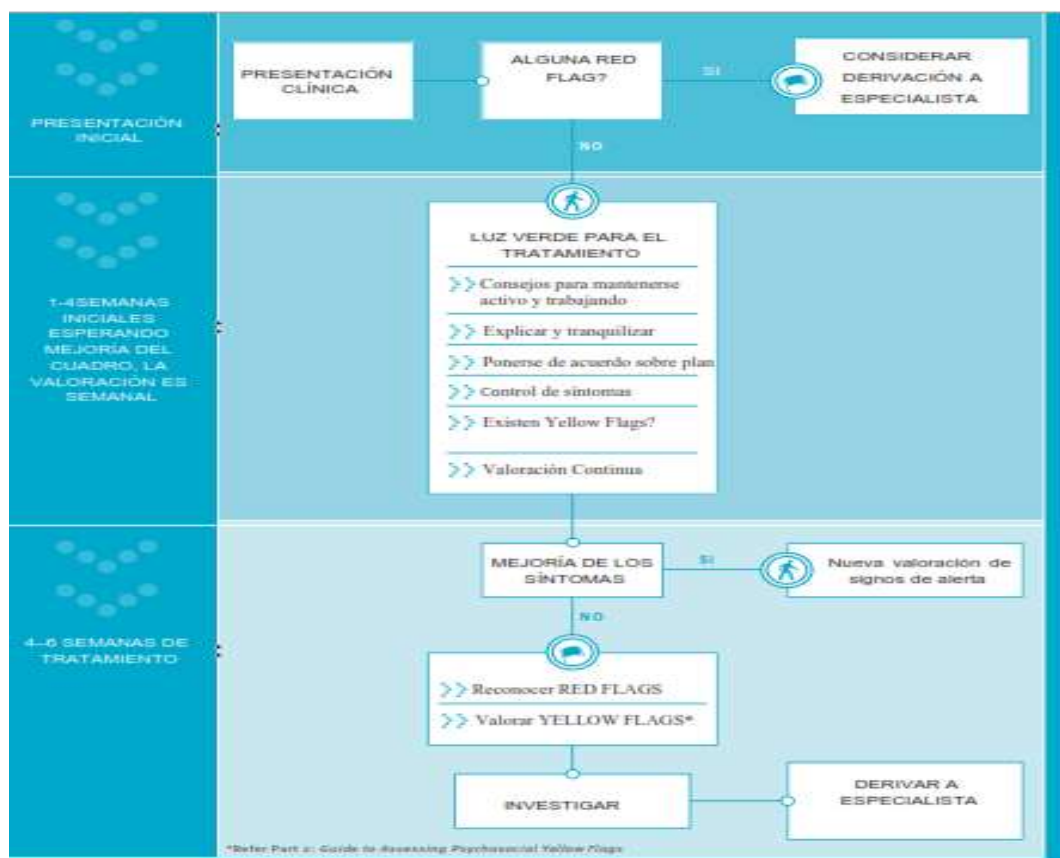 PRESENTACIÓN
INICIAL
PRESENTACIÓN
CLÍNICA
ALGUNA RED
FLAG?
SI
CONSIDERAR
DERIVACIÓN A
ESPECIALISTA
NO
1-4SEMANAS
INICIALES
ESPERANDO
MEJORÍA DEL
CUADRO, LA
VALORACIÓN ES
SEMANAL
LUZ VERDE PARA EL
TRATAMIENTO
Consejos para mantenerse
activo y trabajando
Explicar y tranquilizar
Ponerse de acuerdo sobre plan
Control de síntomas
Existen Yellow Flags?
Valoración Continua
4–6 SEMANAS DE
TRATAMIENTO
MEJORÍA DE LOS
SÍNTOMAS
SI
Nueva valoración de
signos de alerta
NO
Reconocer RED FLAGS
Valorar YELLOW FLAGS*
INVESTIGAR
DERIVAR A
ESPECIALISTA
*Refer Part 2: Guide to Assessing Psychosocial Yellow Flags